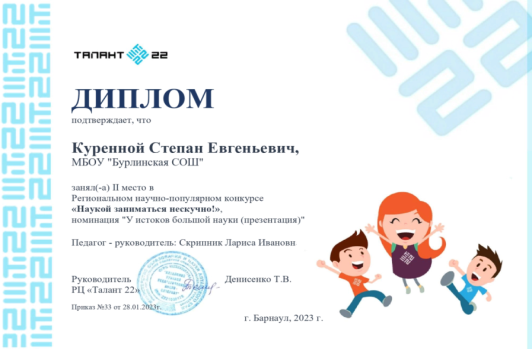 ТАЛАНТ 22
ДИПЛОМ
подтверждает, что
Куренной Степан Евгеньевич,
МБОУ "Бурлинская СОШ"
занял(-а) II место в
Региональном научно-популярном конкурсе
«Наукой заниматься нескучно!»,
номинация "У истоков большой науки (презентация)"
Педагог - руководитель: Скрипник Лариса Ивановн
Руководитель Денисенко Т.В.
РЦ «Талант 22»
Приказ №33 от 28.01.2023г.
г. Барнаул, 2023 г.